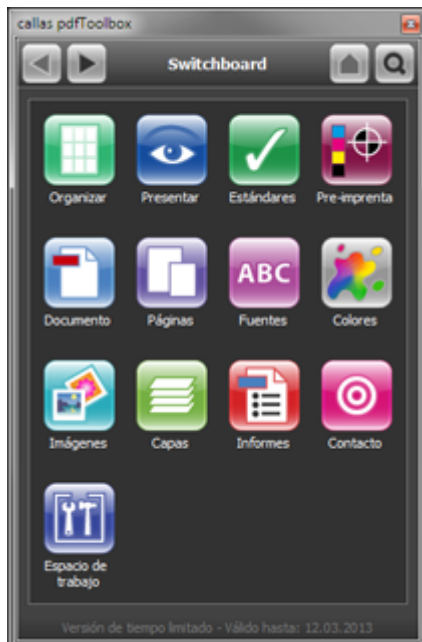 callas pdfToolbox
Switchboard
Organizar Presentar Estándares Pre-imprenta
ABC
Documento Páginas Fuentes Colores
Imágenes Capas Informes Contacto
Espacio de
trabajo
Versión de tiempo limitado - Válido hasta: 12.03.2013